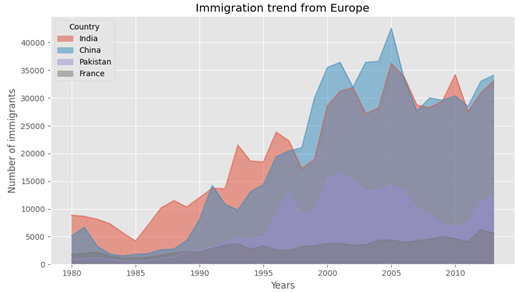 Immigration trend from Europe
Country
India
China
Pakistan
France
Number of immigrants
40000
35000
30000
25000
20000
15000
10000
5000
0
1980 1985 1990 1995 2000 2005 2010
Years